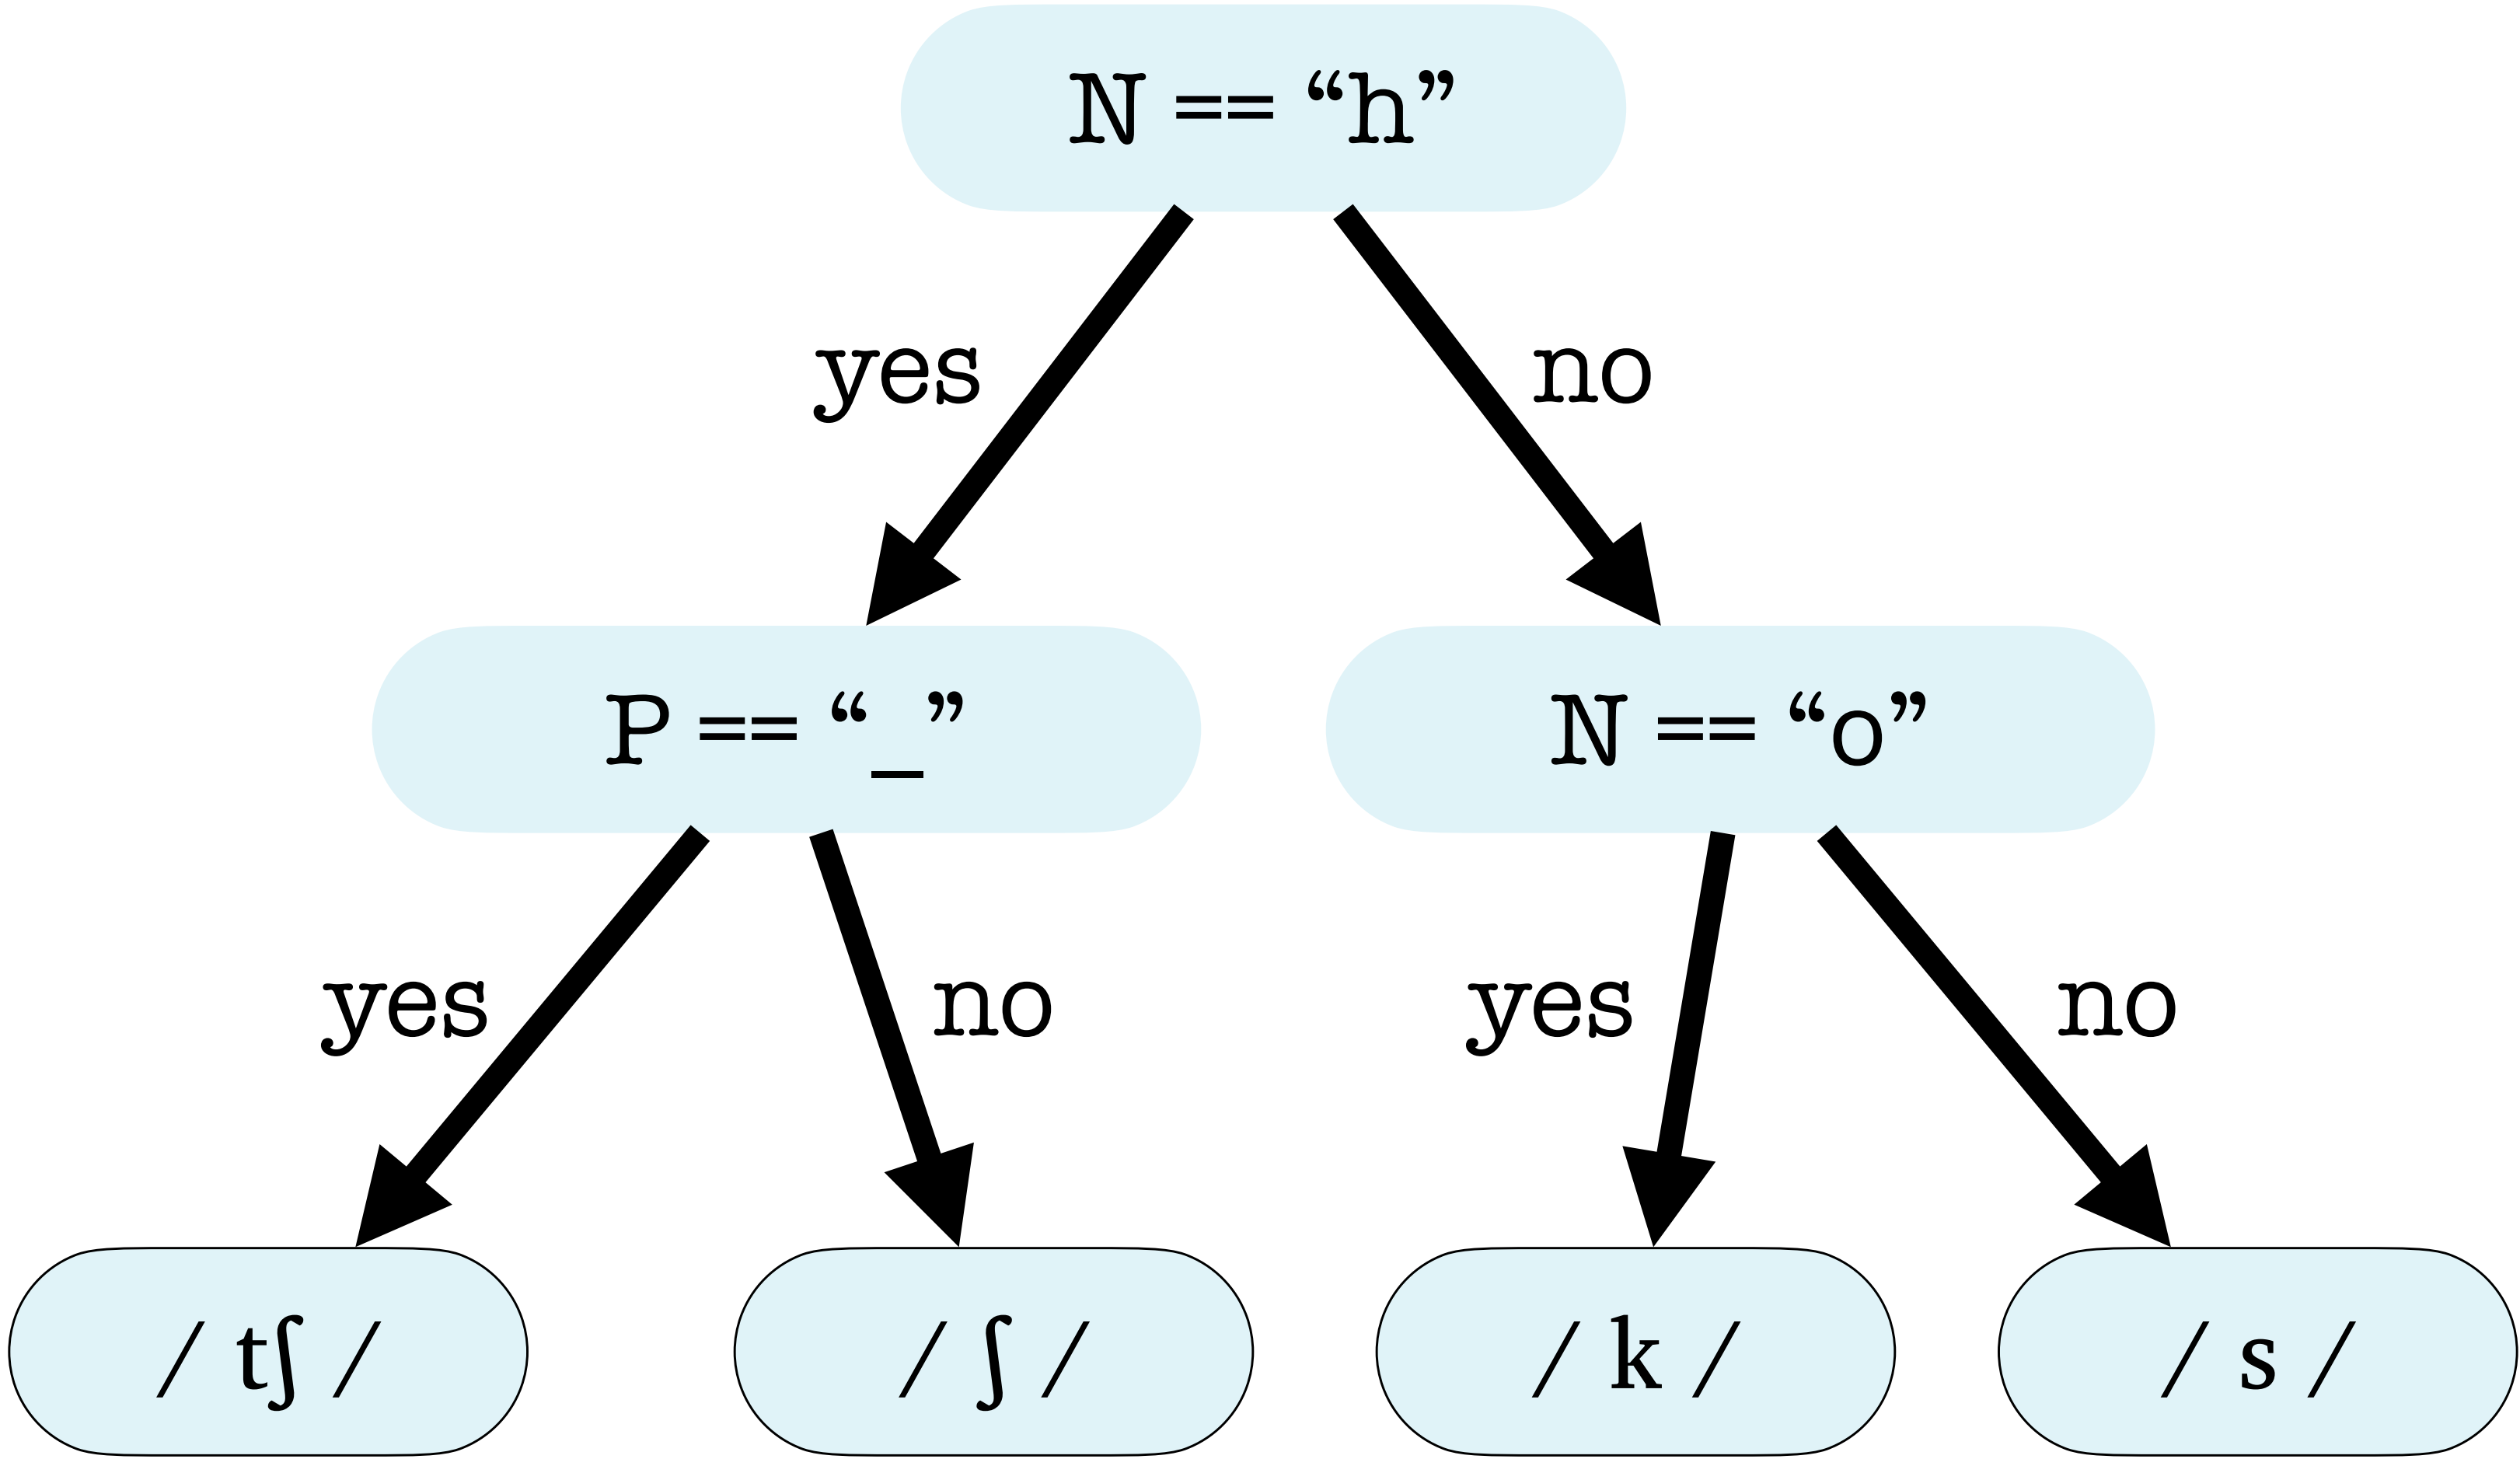 N == “h”
yes
no
P == “_”
N == “o”
yes
no
yes
no
/ tʃ /
/ ʃ /
/ k /
/ s /